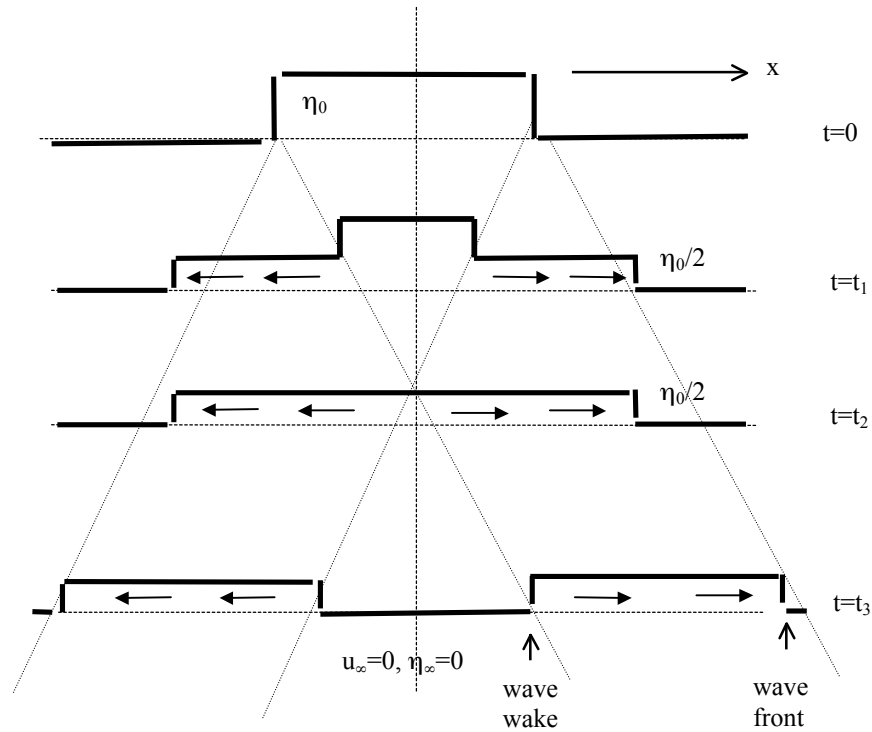 x
η₀
t=0
η₀/2
t=t₁
η₀/2
t=t₂
t=t₃
u∞=0, η∞=0
wave
wake
wave
front